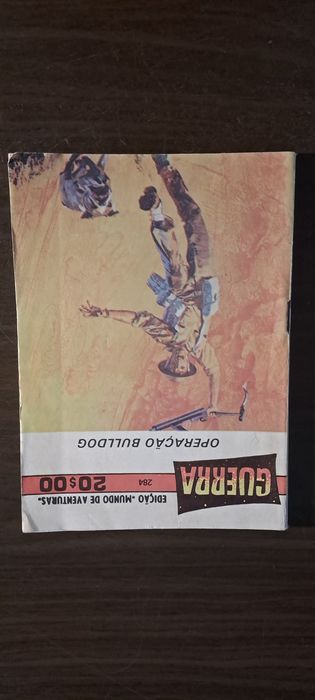 EDIÇÃO «MUNDO DE AVENTURAS»
GUERRA
284
20$00
OPERAÇÃO BULLDOG